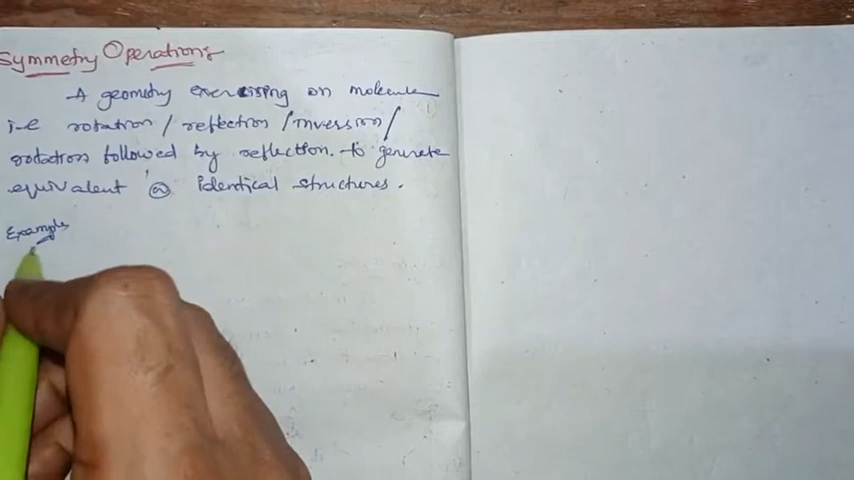 Symmetry Operations
A geometry exercising on molecule
i-e rotation / reflection / inversion /
rotation followed by reflection. to generate
equivalent (or) identical structures.
Example